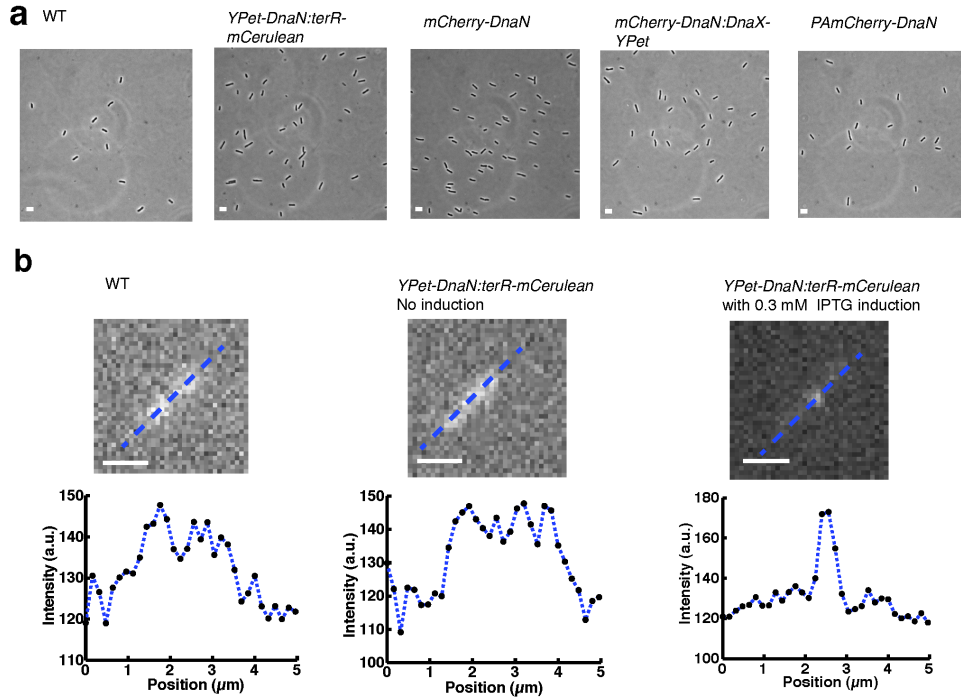 a
WT
YPet-DnaN:terR-
mCerulean
mCherry-DnaN
mCherry-DnaN:DnaX-
YPet
PAmCherry-DnaN
b
WT
YPet-DnaN:terR-mCerulean
No induction
YPet-DnaN:terR-mCerulean
with 0.3 mM IPTG induction
Intensity (a.u.)
150
140
130
120
110
0 1 2 3 4 5
Position (µm)
Intensity (a.u.)
150
140
130
120
110
100
0 1 2 3 4 5
Position (µm)
Intensity (a.u.)
180
160
140
120
100
0 1 2 3 4 5
Position (µm)